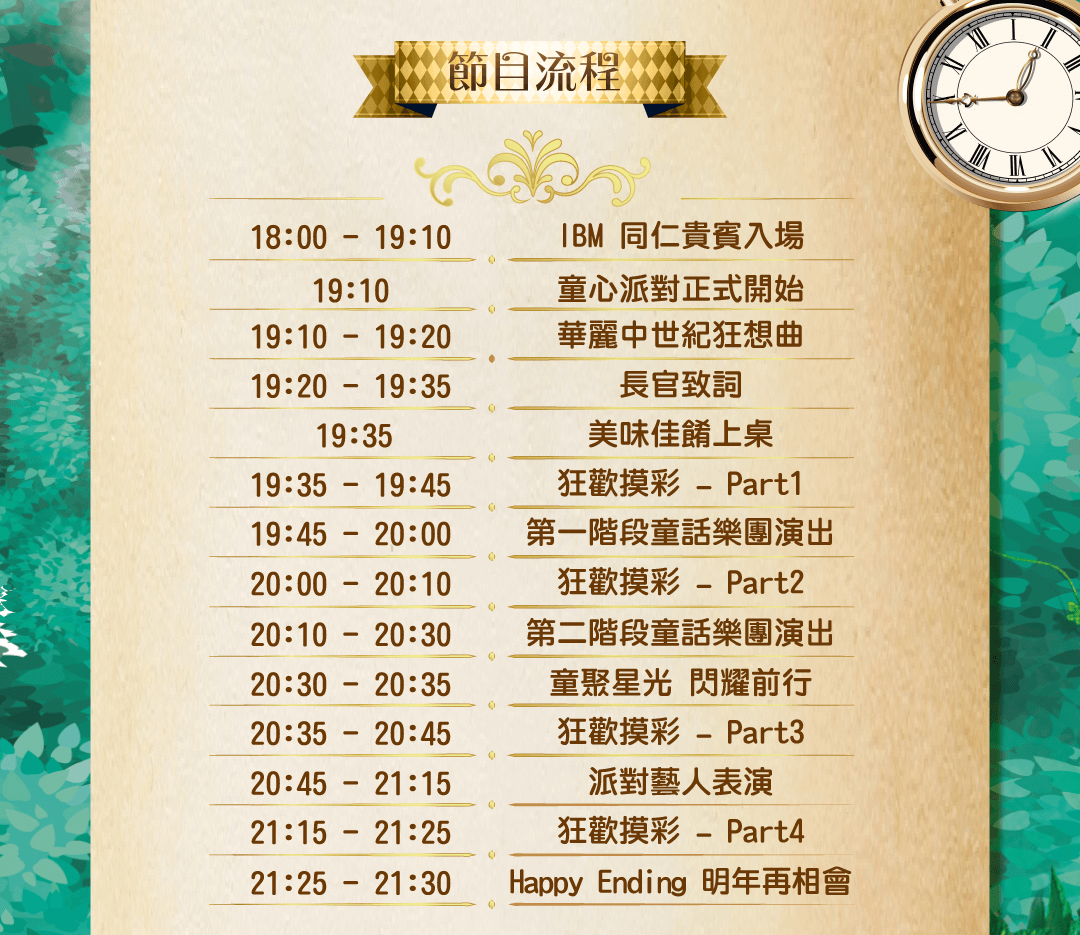 節目流程
18:00 - 19:10 IBM 同仁貴賓入場
19:10 童心派對正式開始
19:10 - 19:20 華麗中世紀狂想曲
19:20 - 19:35 長官致詞
19:35 美味佳餚上桌
19:35 - 19:45 狂歡摸彩 - Part1
19:45 - 20:00 第一階段童話樂團演出
20:00 - 20:10 狂歡摸彩 - Part2
20:10 - 20:30 第二階段童話樂團演出
20:30 - 20:35 童聚星光 閃耀前行
20:35 - 20:45 狂歡摸彩 - Part3
20:45 - 21:15 派對藝人表演
21:15 - 21:25 狂歡摸彩 - Part4
21:25 - 21:30 Happy Ending 明年再相會